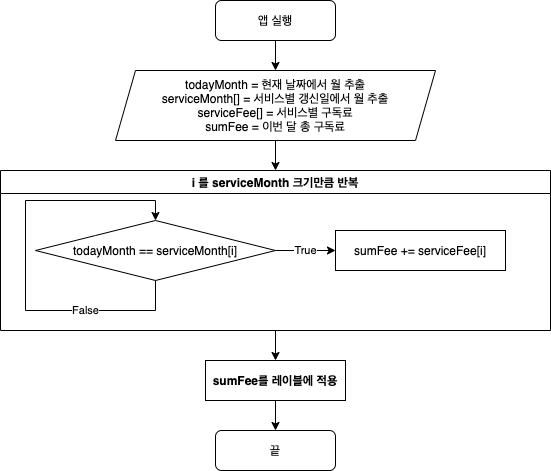 앱 실행
todayMonth = 현재 날짜에서 월 추출
serviceMonth[] = 서비스별 갱신일에서 월 추출
serviceFee[] = 서비스별 구독료
sumFee = 이번 달 총 구독료
i 를 serviceMonth 크기만큼 반복
todayMonth == serviceMonth[i]
True
sumFee += serviceFee[i]
False
sumFee를 레이블에 적용
끝